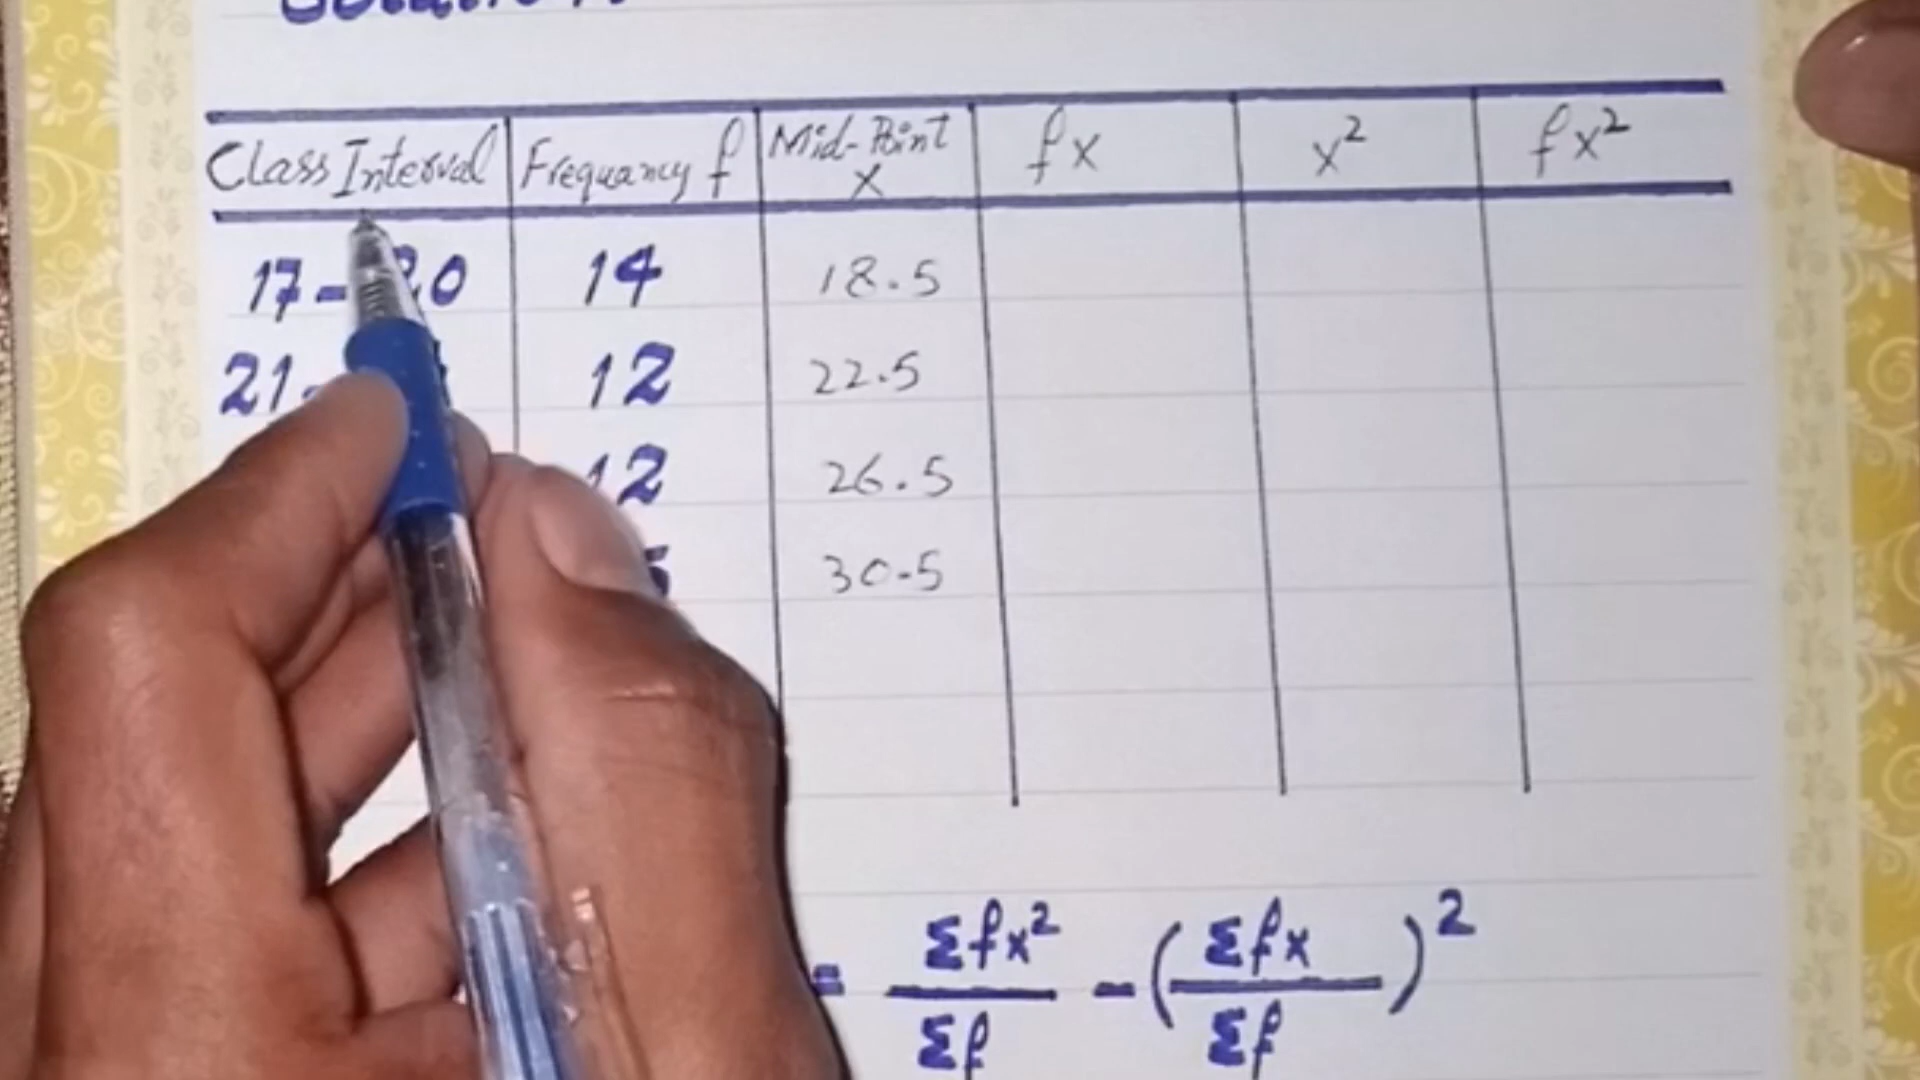 Class Interval Frequancy f Mid-Point X fx x² fx²
17-20 14 18.5
21- 12 22.5
12 26.5
30.5
= Σfx² / Σf - (Σfx / Σf)²